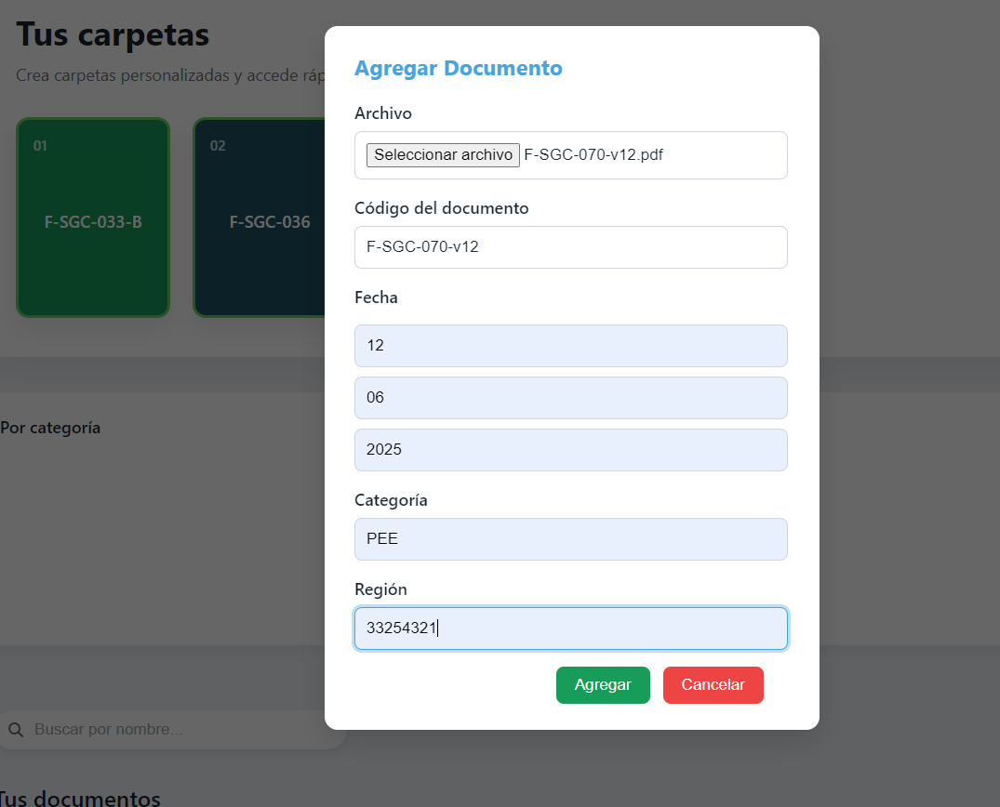 Tus carpetas
Crea carpetas personalizadas y accede ráp
01
F-SGC-033-B
02
F-SGC-036
Por categoría
Buscar por nombre...
Tus documentos
Agregar Documento
Archivo
Seleccionar archivo F-SGC-070-v12.pdf
Código del documento
F-SGC-070-v12
Fecha
12
06
2025
Categoría
PEE
Región
33254321
Agregar
Cancelar